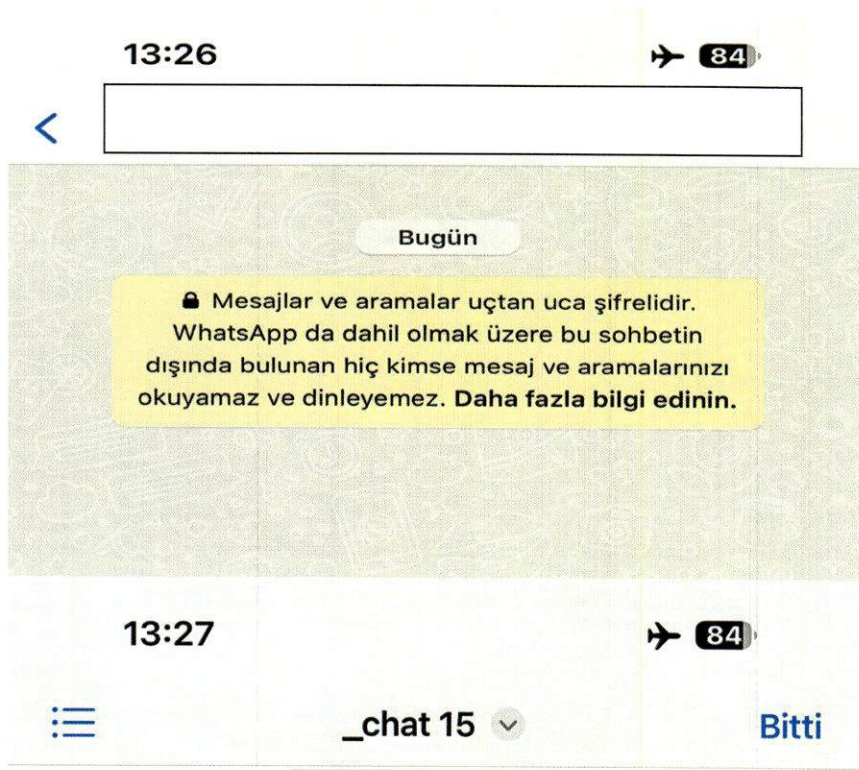 13:26
84
Bugün
Mesajlar ve aramalar uçtan uca şifrelidir.
WhatsApp da dahil olmak üzere bu sohbetin
dışında bulunan hiç kimse mesaj ve aramalarınızı
okuyamaz ve dinleyemez. Daha fazla bilgi edinin.
13:27
84
_chat 15
Bitti